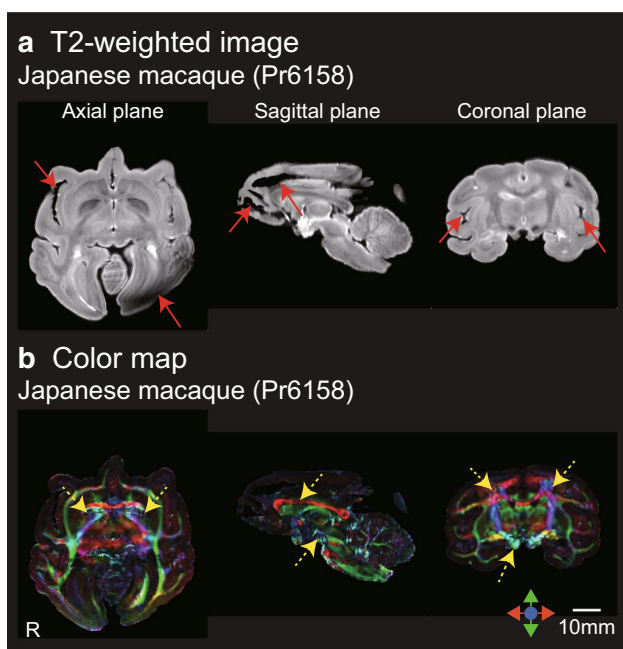 a T2-weighted image
Japanese macaque (Pr6158)
Axial plane Sagittal plane Coronal plane
b Color map
Japanese macaque (Pr6158)
R
10mm